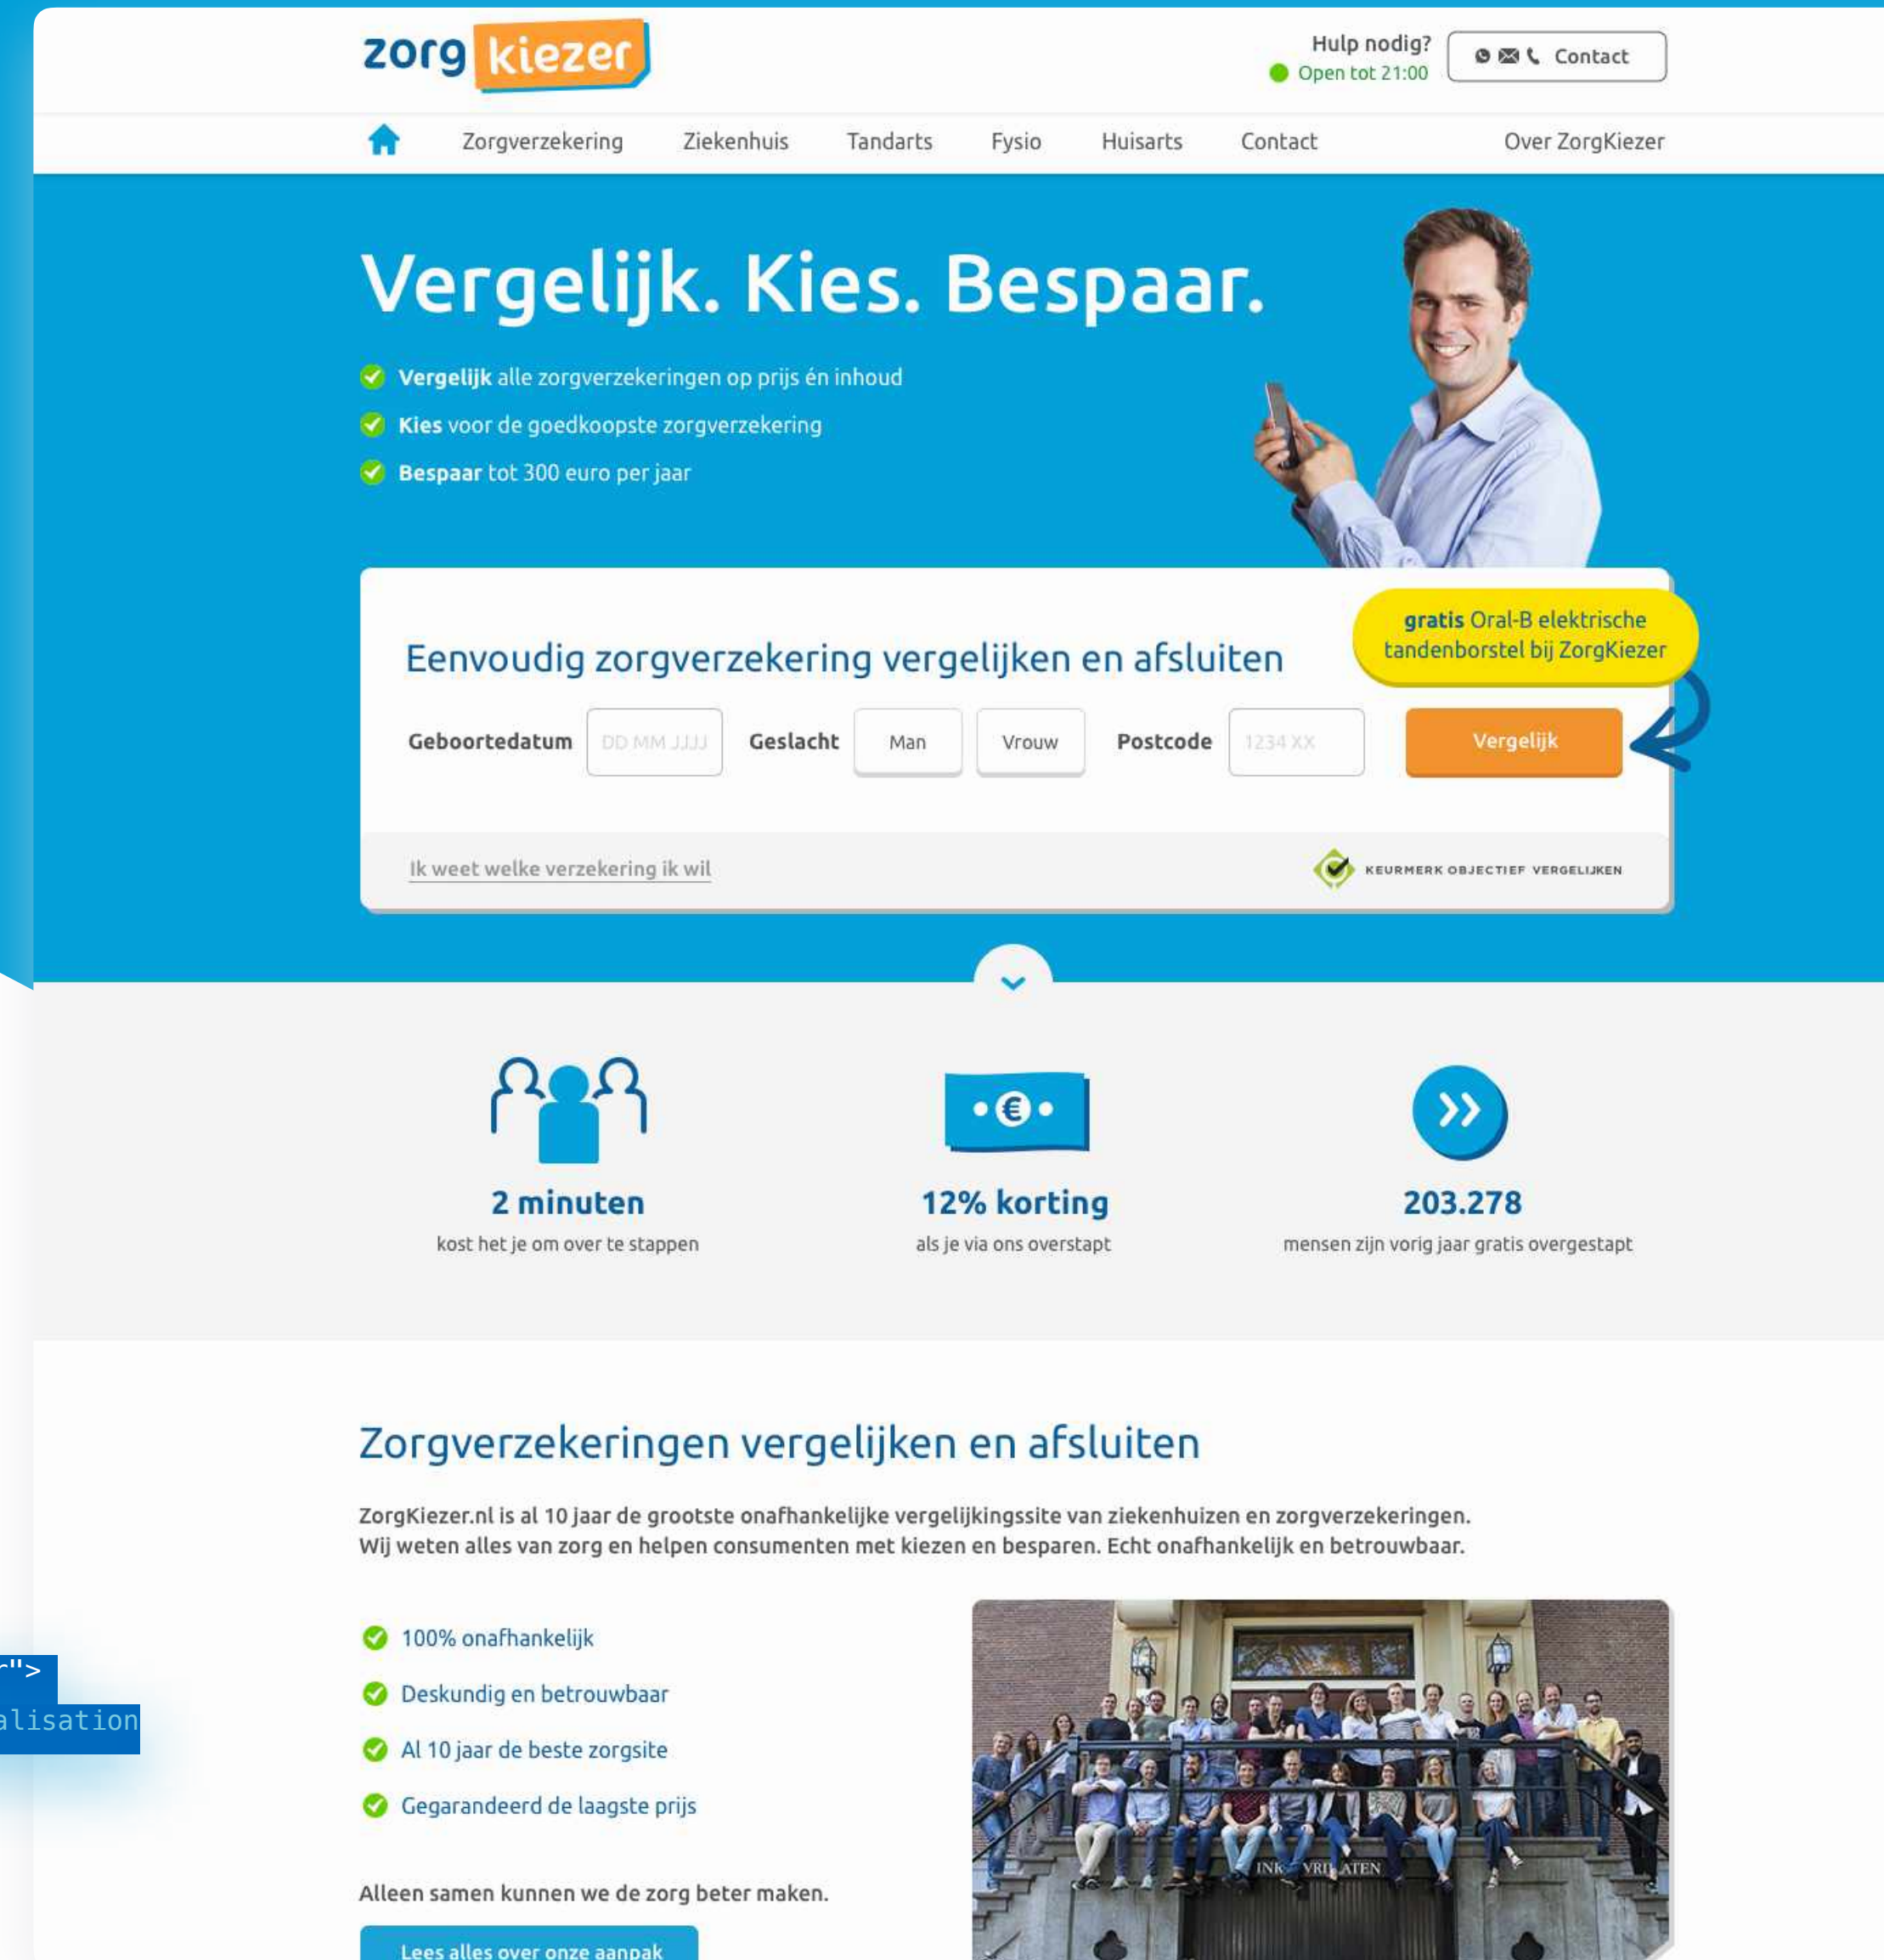 zorg kiezer
Hulp nodig?
Open tot 21:00
Contact
Zorgverzekering Ziekenhuis Tandarts Fysio Huisarts Contact Over ZorgKiezer
Vergelijk. Kies. Bespaar.
Vergelijk alle zorgverzekeringen op prijs én inhoud
Kies voor de goedkoopste zorgverzekering
Bespaar tot 300 euro per jaar
gratis Oral-B elektrische
tandenborstel bij ZorgKiezer
Eenvoudig zorgverzekering vergelijken en afsluiten
Geboortedatum DD MM JJJJ Geslacht Man Vrouw Postcode 1234 XX Vergelijk
Ik weet welke verzekering ik wil
KEURMERK OBJECTIEF VERGELIJKEN
2 minuten
kost het je om over te stappen
12% korting
als je via ons overstapt
203.278
mensen zijn vorig jaar gratis overgestapt
Zorgverzekeringen vergelijken en afsluiten
ZorgKiezer.nl is al 10 jaar de grootste onafhankelijke vergelijkingssite van ziekenhuizen en zorgverzekeringen.
Wij weten alles van zorg en helpen consumenten met kiezen en besparen. Echt onafhankelijk en betrouwbaar.
100% onafhankelijk
r">
Deskundig en betrouwbaar
alisation
Al 10 jaar de beste zorgsite
Gegarandeerd de laagste prijs
Alleen samen kunnen we de zorg beter maken.
Lees alles over onze aanpak